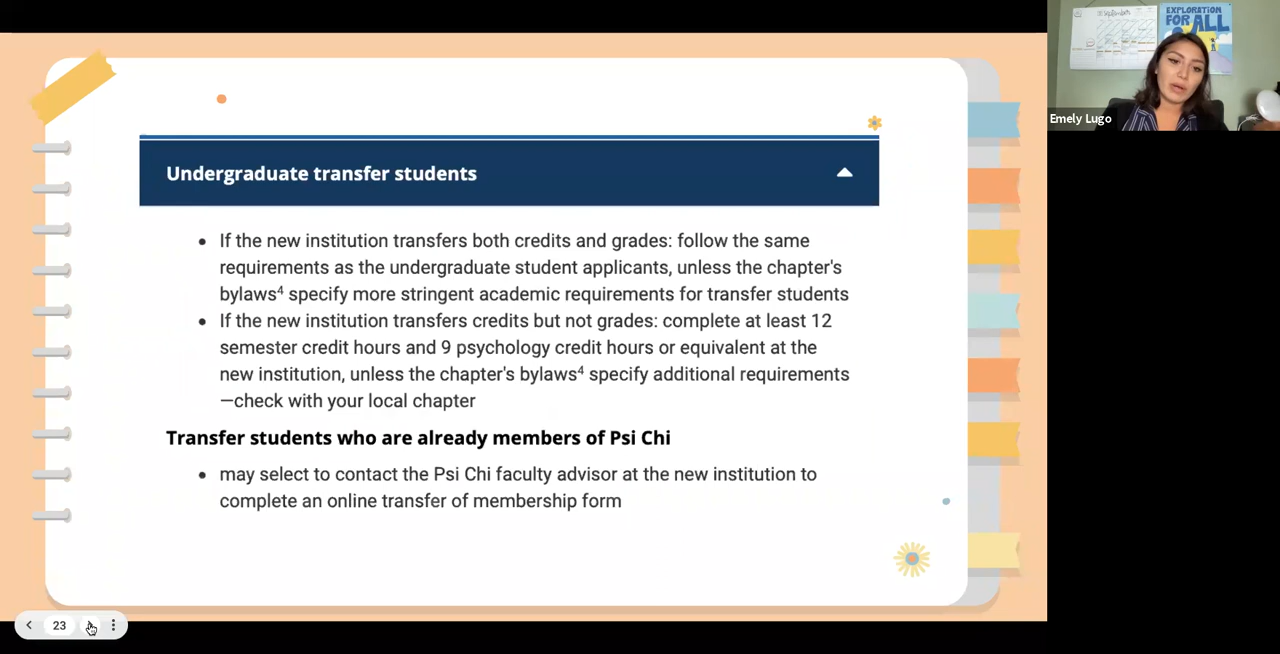 Undergraduate transfer students
If the new institution transfers both credits and grades: follow the same
requirements as the undergraduate student applicants, unless the chapter's
bylaws⁴ specify more stringent academic requirements for transfer students
If the new institution transfers credits but not grades: complete at least 12
semester credit hours and 9 psychology credit hours or equivalent at the
new institution, unless the chapter's bylaws⁴ specify additional requirements
—check with your local chapter
Transfer students who are already members of Psi Chi
may select to contact the Psi Chi faculty advisor at the new institution to
complete an online transfer of membership form
23
EXPLORATION
FOR ALL
Emely Lugo